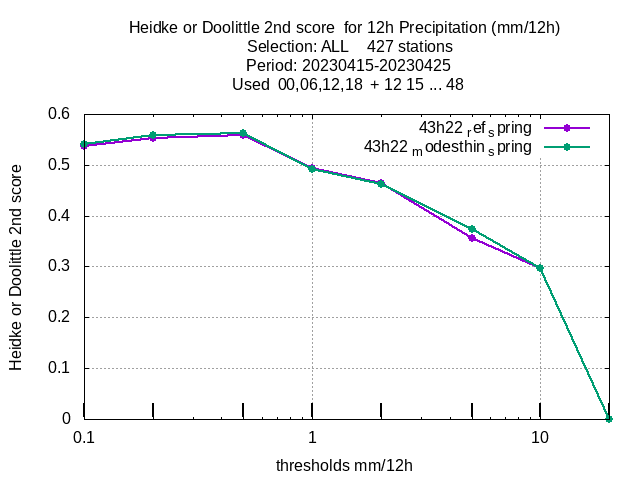 Heidke or Doolittle 2nd score  for 12h Precipitation (mm/12h)
Selection: ALL    427 stations
Period: 20230415-20230425
Used  00,06,12,18  + 12 15 ... 48
43h22 ref spring
43h22 modesthin spring
Heidke or Doolittle 2nd score
0.6
0.5
0.4
0.3
0.2
0.1
0
0.1
1
10
thresholds mm/12h